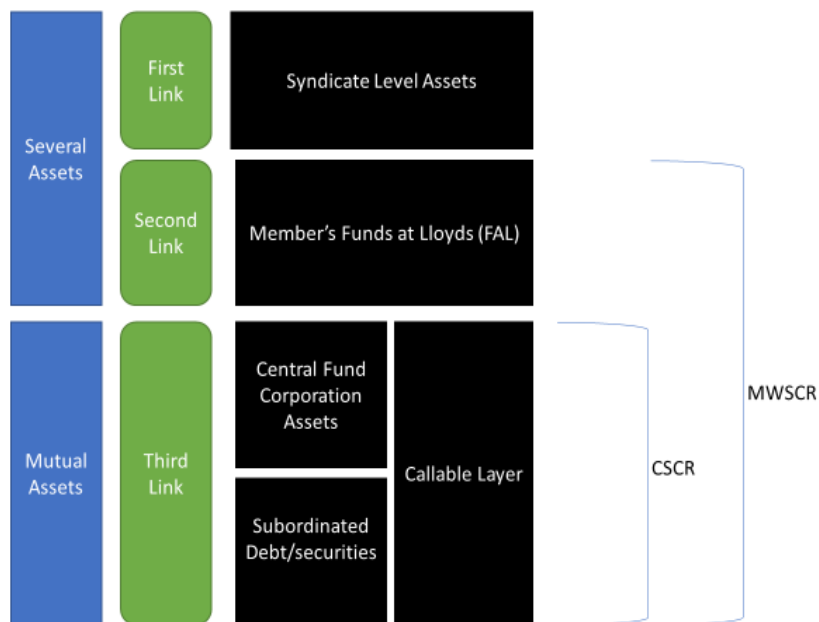 First
Link
Syndicate Level Assets
Several
Assets
Second
Link
Member's Funds at Lloyds (FAL)
Central Fund
Corporation
Assets
MWSCR
Mutual
Assets
Third
Link
Callable Layer
CSCR
Subordinated
Debt/securities